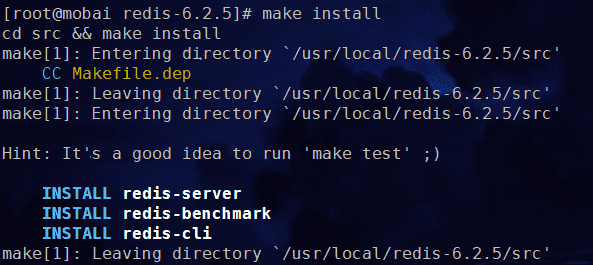 [root@mobai redis-6.2.5]# make install
cd src && make install
make[1]: Entering directory `/usr/local/redis-6.2.5/src'
CC Makefile.dep
make[1]: Leaving directory `/usr/local/redis-6.2.5/src'
make[1]: Entering directory `/usr/local/redis-6.2.5/src'
Hint: It's a good idea to run 'make test' ;)
INSTALL redis-server
INSTALL redis-benchmark
INSTALL redis-cli
make[1]: Leaving directory `/usr/local/redis-6.2.5/src'